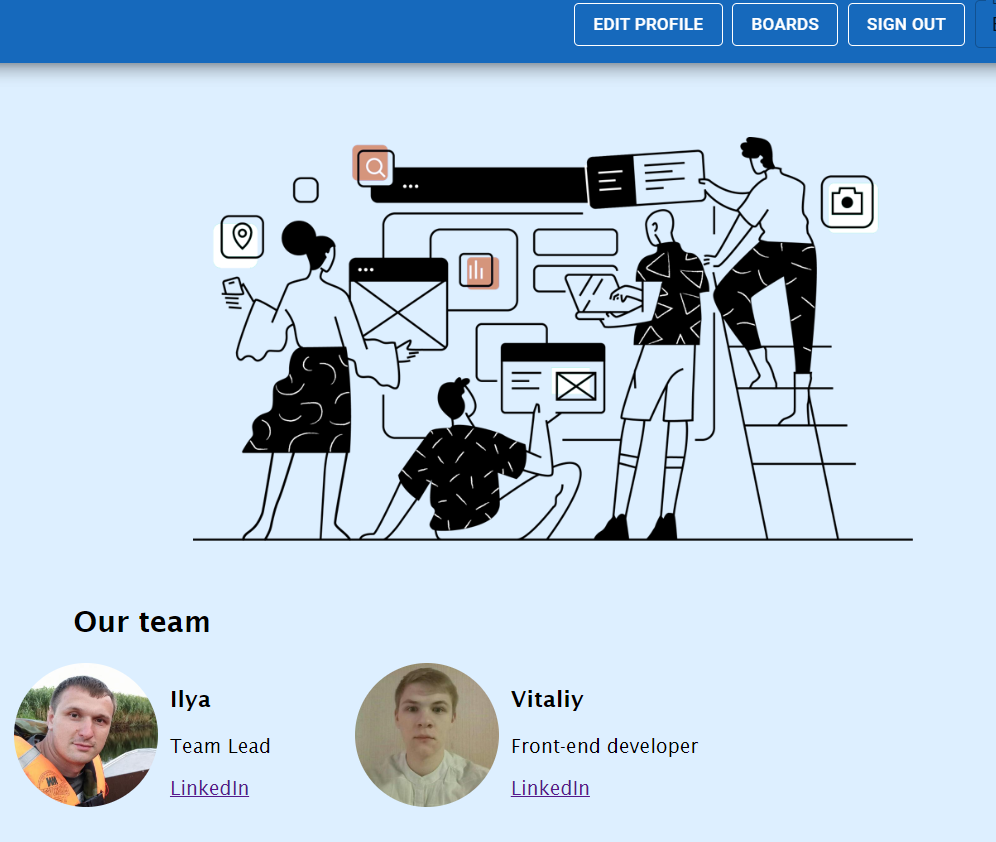 EDIT PROFILE BOARDS SIGN OUT
Our team
Ilya
Team Lead
LinkedIn
Vitaliy
Front-end developer
LinkedIn